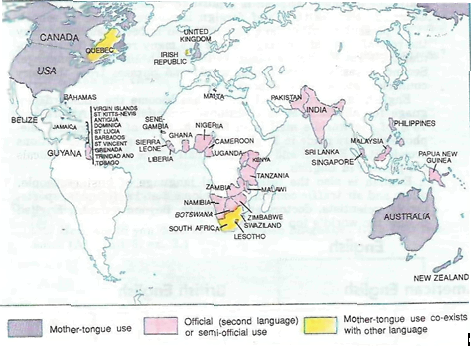 CANADA
QUEBEC
USA
UNITED
KINGDOM
IRISH
REPUBLIC
BAHAMAS
BELIZE
JAMAICA
VIRGIN ISLANDS
ST KITTS-NEVIS
ANTIGUA
DOMINICA
ST LUCIA
BARBADOS
ST VINCENT
GRENADA
TRINIDAD AND
TOBAGO
GUYANA
MALTA
SENE-
GAMBIA
SIERRA
LEONE
LIBERIA
GHANA
NIGERIA
CAMEROON
UGANDA
KENYA
TANZANIA
ZAMBIA
MALAWI
NAMIBIA
BOTSWANA
ZIMBABWE
SWAZILAND
SOUTH AFRICA
LESOTHO
PAKISTAN
INDIA
SRI LANKA
MALAYSIA
SINGAPORE
PHILIPPINES
PAPUA NEW
GUINEA
AUSTRALIA
NEW ZEALAND
Mother-tongue use
Official (second language)
or semi-official use
Mother-tongue use co-exists
with other language